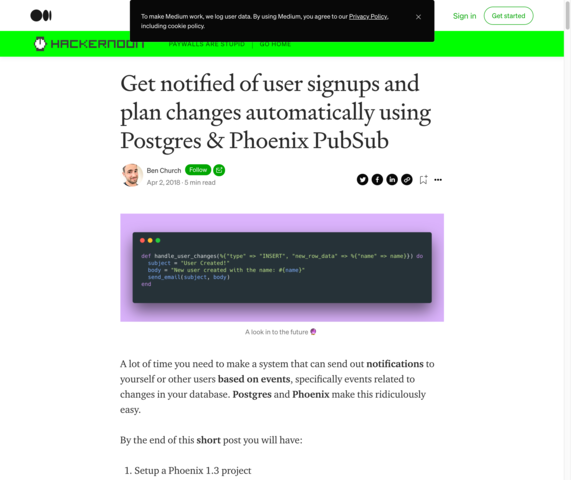 To make Medium work, we log user data. By using Medium, you agree to our Privacy Policy,
including cookie policy.
Sign in
Get started
HACKERNOON
PAYWALLS ARE STUPID
GO HOME
Get notified of user signups and
plan changes automatically using
Postgres & Phoenix PubSub
Ben Church
Follow
Apr 2, 2018 · 5 min read
def handle_user_changes(%{"type" => "INSERT", "new_row_data" => %{"name" => name}}) do
subject = "User Created!"
body = "New user created with the name: #{name}"
send_email(subject, body)
end
A look in to the future 🔮
A lot of time you need to make a system that can send out notifications to
yourself or other users based on events, specifically events related to
changes in your database. Postgres and Phoenix make this ridiculously
easy.
By the end of this short post you will have:
1. Setup a Phoenix 1.3 project